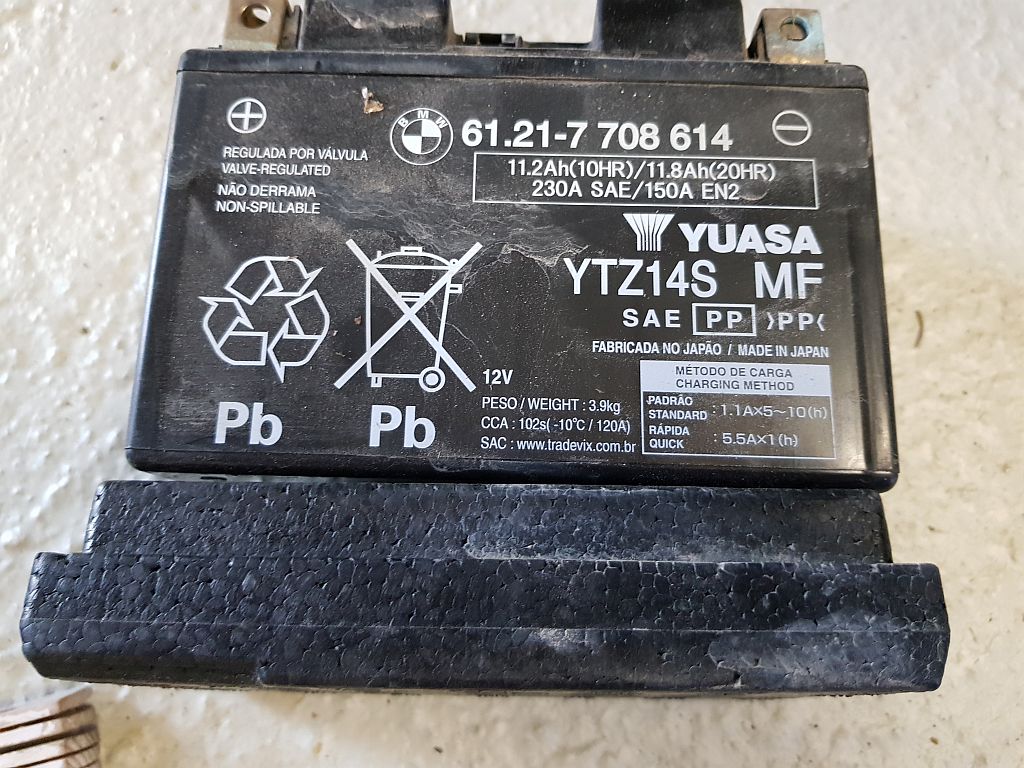 BMW 61.21-7 708 614
REGULADA POR VÁLVULA
VALVE-REGULATED
NÃO DERRAMA
NON-SPILLABLE
11.2Ah(10HR)/11.8Ah(20HR)
230A SAE/150A EN2
YUASA
YTZ14S MF
SAE PP >PP<
FABRICADA NO JAPÃO / MADE IN JAPAN
Pb
Pb
12V
PESO / WEIGHT : 3.9kg
CCA : 102s( -10°C / 120A)
SAC : www.tradevix.com.br
MÉTODO DE CARGA
CHARGING METHOD
PADRÃO
STANDARD : 1.1A×5~10(h)
RÁPIDA
QUICK : 5.5A×1(h)